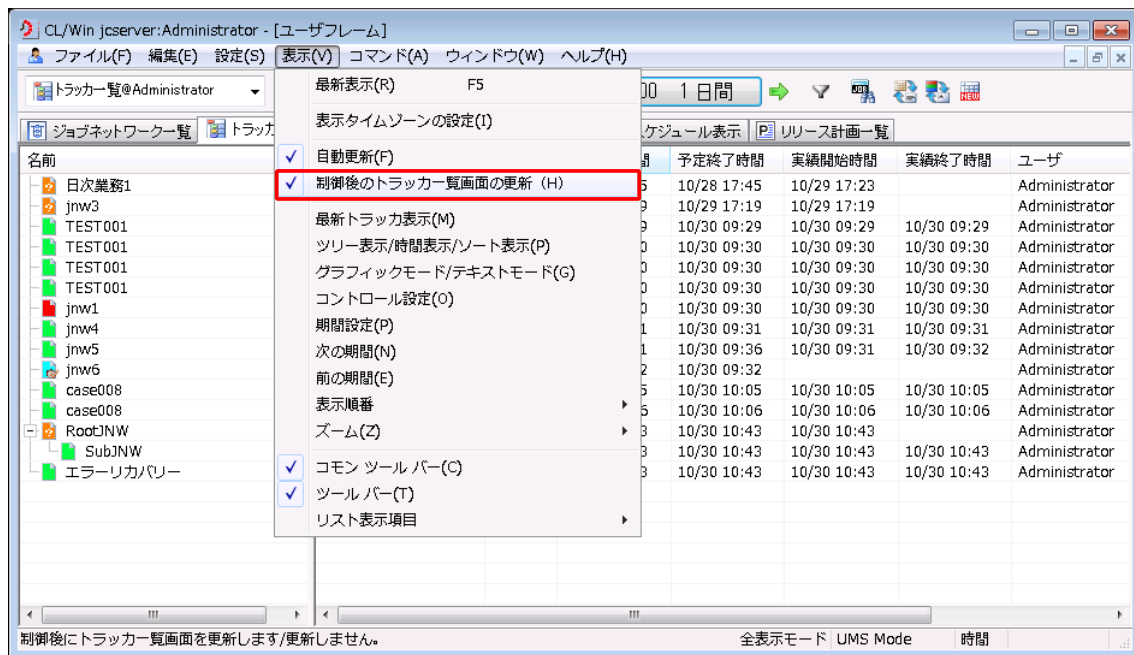 CL/Win jcserver:Administrator - [ユーザフレーム]
ファイル(F) 編集(E) 設定(S) 表示(V) コマンド(A) ウィンドウ(W) ヘルプ(H)
トラッカ一覧@Administrator
00 1 日間
ジョブネットワーク一覧 トラッカ
ケジュール表示 リリース計画一覧
最新表示(R) F5
表示タイムゾーンの設定(I)
自動更新(F)
制御後のトラッカ一覧画面の更新 (H)
最新トラッカ表示(M)
ツリー表示/時間表示/ソート表示(P)
グラフィックモード/テキストモード(G)
コントロール設定(O)
期間設定(P)
次の期間(N)
前の期間(E)
表示順番
ズーム(Z)
コモン ツール バー(C)
ツール バー(T)
リスト表示項目
名前 予定終了時間 実績開始時間 実績終了時間 ユーザ
日次業務1 10/28 17:45 10/29 17:23 Administrator
jnw3 10/29 17:19 10/29 17:19 Administrator
TEST001 10/30 09:29 10/30 09:29 10/30 09:29 Administrator
TEST001 10/30 09:30 10/30 09:30 10/30 09:30 Administrator
TEST001 10/30 09:30 10/30 09:30 10/30 09:30 Administrator
TEST001 10/30 09:30 10/30 09:30 10/30 09:30 Administrator
jnw1 10/30 09:30 10/30 09:30 10/30 09:30 Administrator
jnw4 10/30 09:31 10/30 09:31 10/30 09:31 Administrator
jnw5 10/30 09:36 10/30 09:31 10/30 09:32 Administrator
jnw6 10/30 09:32 Administrator
case008 10/30 10:05 10/30 10:05 10/30 10:05 Administrator
case008 10/30 10:06 10/30 10:06 10/30 10:06 Administrator
RootJNW 10/30 10:43 10/30 10:43 Administrator
SubJNW 10/30 10:43 10/30 10:43 10/30 10:43 Administrator
エラーリカバリー 10/30 10:43 10/30 10:43 10/30 10:43 Administrator
制御後にトラッカ一覧画面を更新します/更新しません。 全表示モード UMS Mode 時間